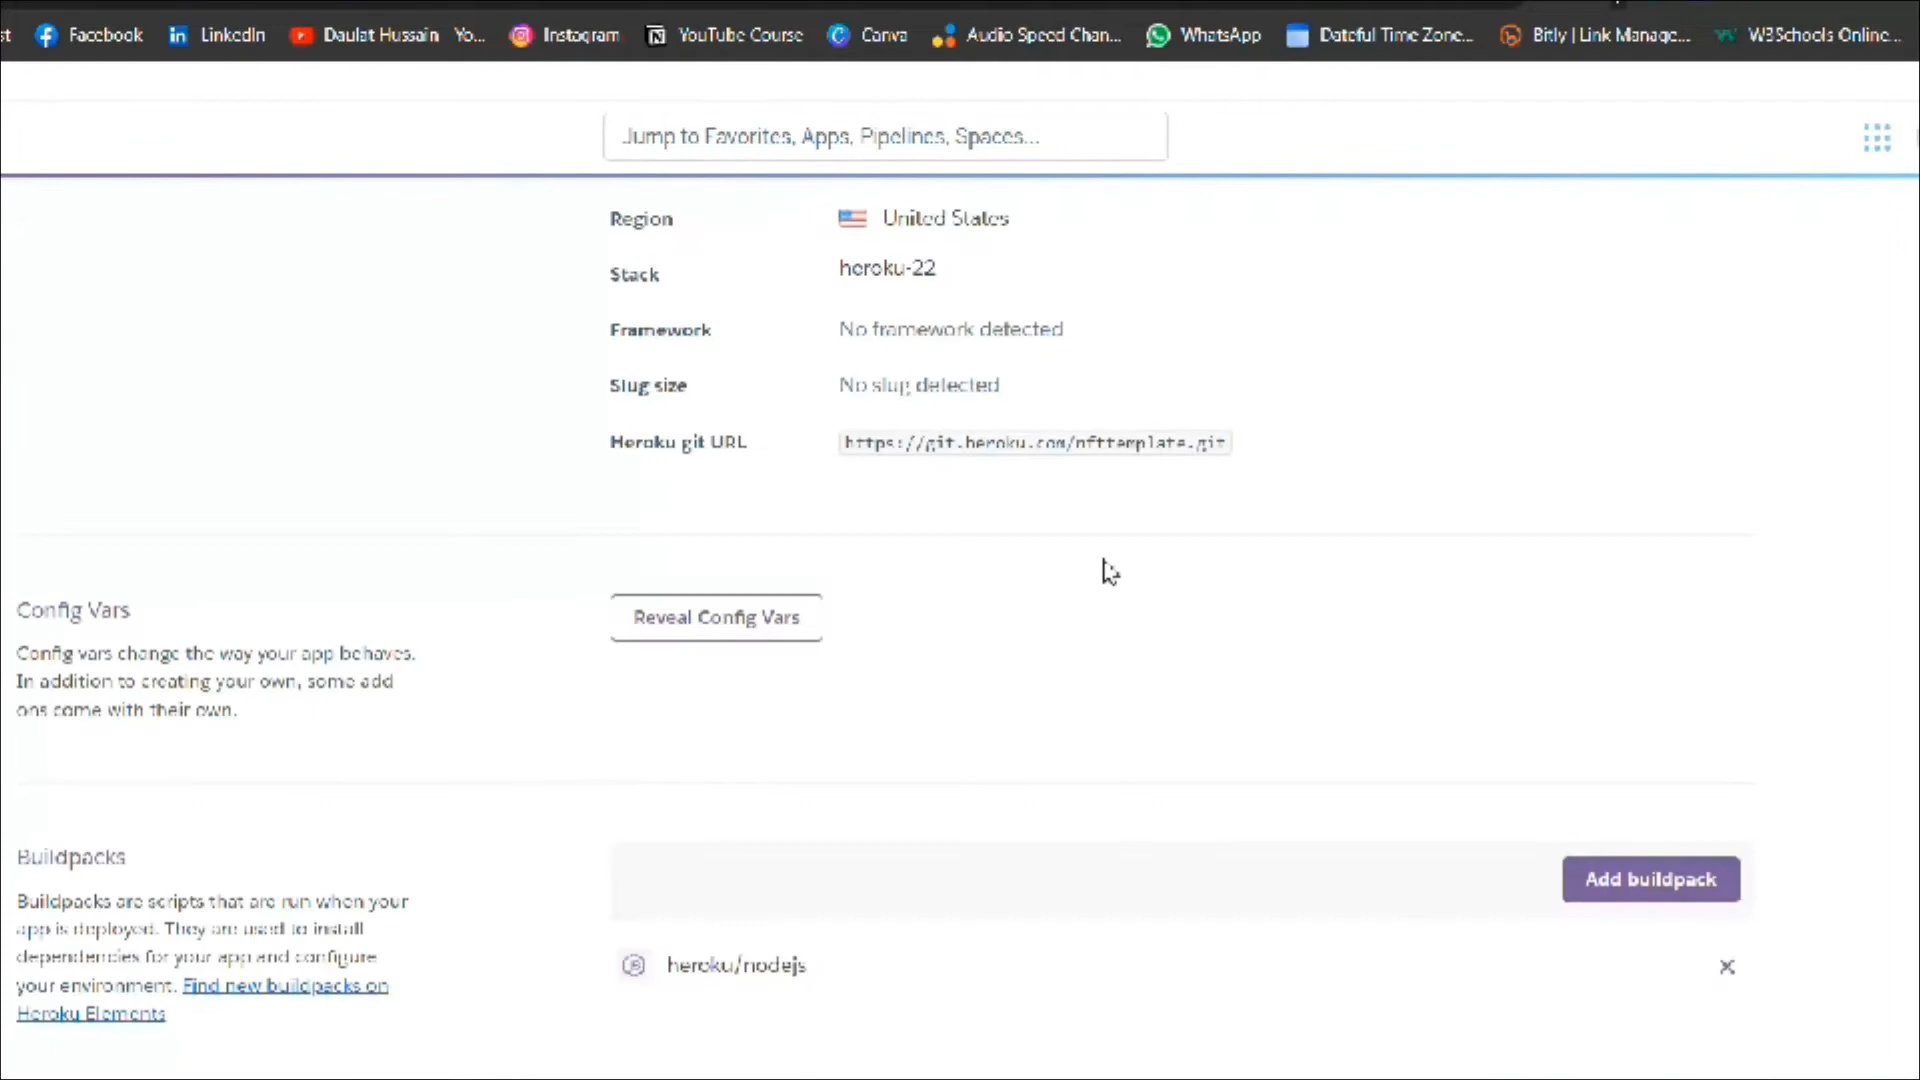 st Facebook LinkedIn Daulat Hussain Yo... Instagram YouTube Course Canva Audio Speed Chan... WhatsApp Dateful Time Zone... Bitly | Link Manage... W3Schools Online...
Jump to Favorites, Apps, Pipelines, Spaces...
Region United States
Stack heroku-22
Framework No framework detected
Slug size No slug detected
Heroku git URL https://git.heroku.com/nfttemplate.git
Config Vars
Reveal Config Vars
Config vars change the way your app behaves.
In addition to creating your own, some add
ons come with their own.
Buildpacks
Add buildpack
Buildpacks are scripts that are run when your
app is deployed. They are used to install
dependencies for your app and configure
your environment. Find new buildpacks on
Heroku Elements
heroku/nodejs